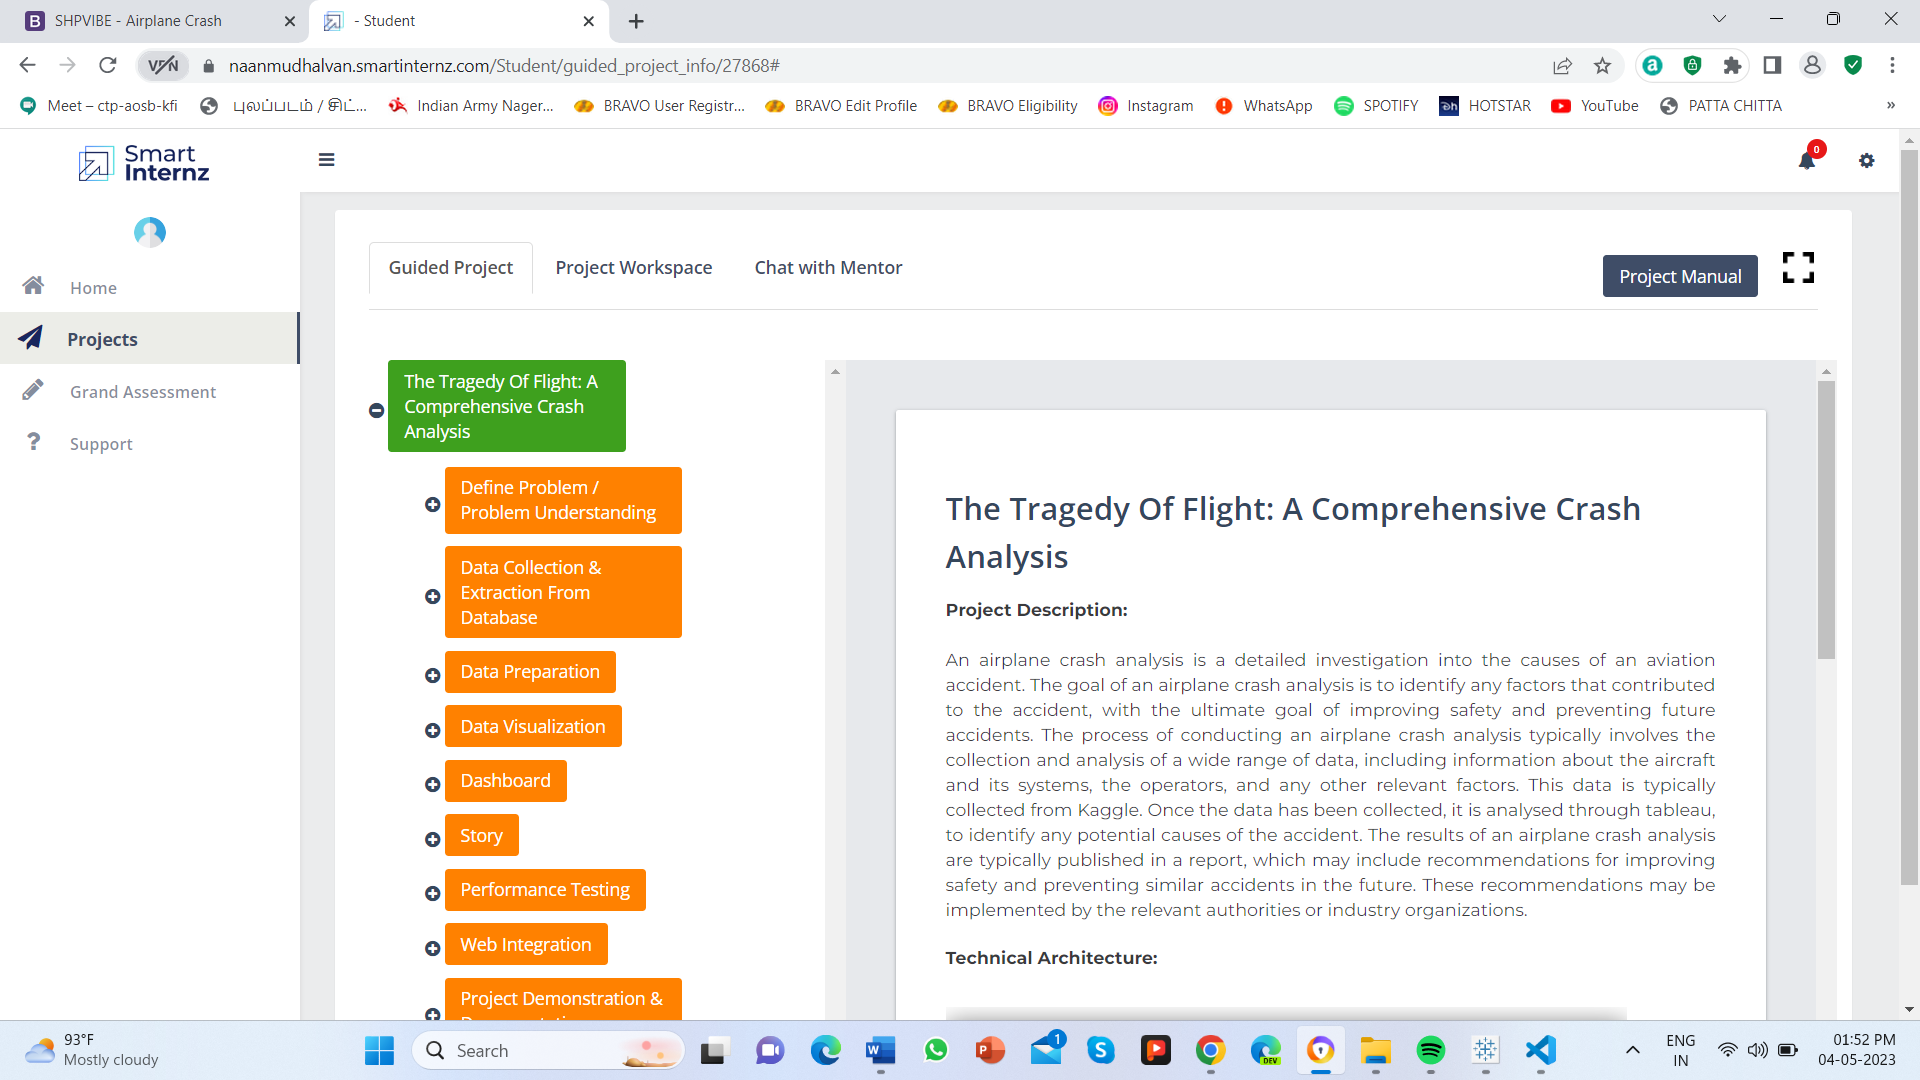 SHPVIBE - Airplane Crash
- Student
VPN
naanmudhalvan.smartinternz.com/Student/guided_project_info/27868#
Meet – ctp-aosb-kfi
புலப்படம் / சிட்...
Indian Army Nager...
BRAVO User Registr...
BRAVO Edit Profile
BRAVO Eligibility
Instagram
WhatsApp
SPOTIFY
HOTSTAR
YouTube
PATTA CHITTA
»
Smart
Internz
0
Home
Projects
Grand Assessment
Support
Guided Project
Project Workspace
Chat with Mentor
Project Manual
The Tragedy Of Flight: A
Comprehensive Crash
Analysis
Define Problem /
Problem Understanding
Data Collection &
Extraction From
Database
Data Preparation
Data Visualization
Dashboard
Story
Performance Testing
Web Integration
Project Demonstration &
The Tragedy Of Flight: A Comprehensive Crash
Analysis
Project Description:
An airplane crash analysis is a detailed investigation into the causes of an aviation
accident. The goal of an airplane crash analysis is to identify any factors that contributed
to the accident, with the ultimate goal of improving safety and preventing future
accidents. The process of conducting an airplane crash analysis typically involves the
collection and analysis of a wide range of data, including information about the aircraft
and its systems, the operators, and any other relevant factors. This data is typically
collected from Kaggle. Once the data has been collected, it is analysed through tableau,
to identify any potential causes of the accident. The results of an airplane crash analysis
are typically published in a report, which may include recommendations for improving
safety and preventing similar accidents in the future. These recommendations may be
implemented by the relevant authorities or industry organizations.
Technical Architecture:
93°F
Mostly cloudy
Search
1
DEV
ENG
IN
01:52 PM
04-05-2023